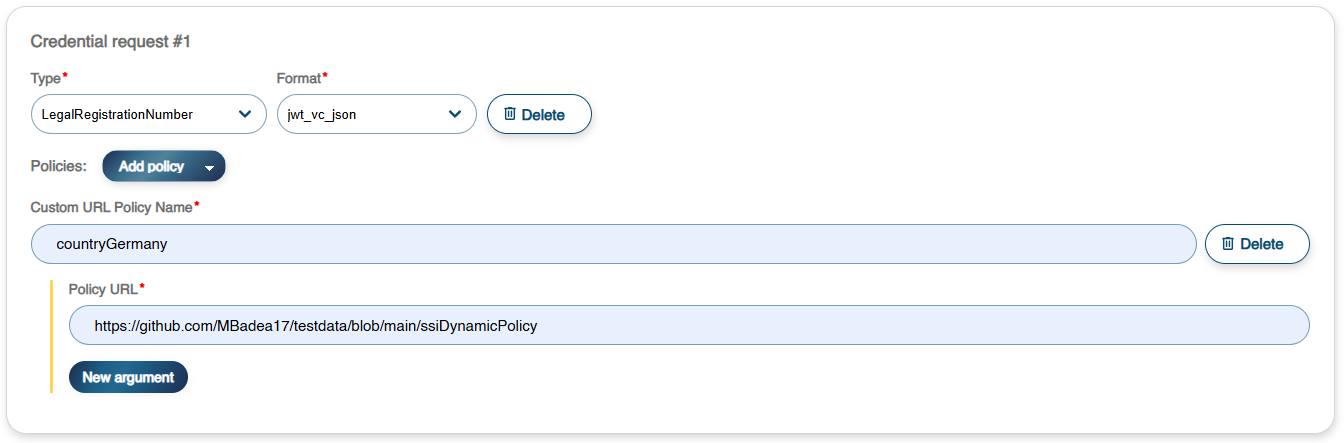 Credential request #1
Type* Format*
LegalRegistrationNumber jwt_vc_json Delete
Policies: Add policy
Custom URL Policy Name*
countryGermany Delete
Policy URL*
https://github.com/MBadea17/testdata/blob/main/ssiDynamicPolicy
New argument